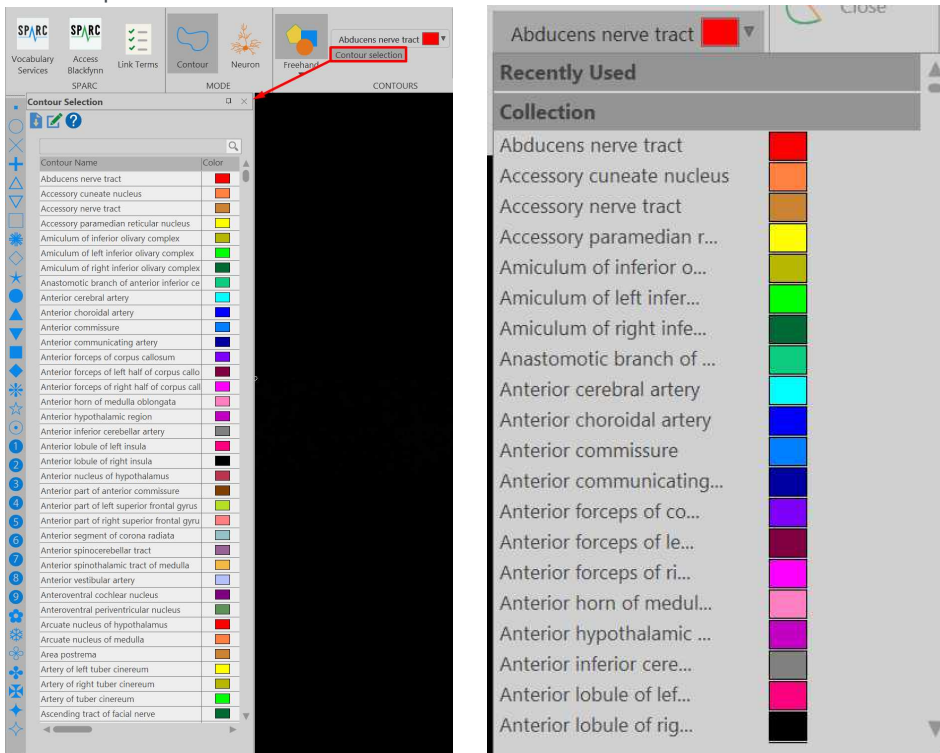 SPARC
SPARC
Vocabulary
Services
Access
Blackfynn
Link Terms
SPARC
Contour
Neuron
MODE
Freehand
Abducens nerve tract
Contour selection
CONTOURS
Contour Selection
Contour Name Color
Abducens nerve tract
Accessory cuneate nucleus
Accessory nerve tract
Accessory paramedian reticular nucleus
Amiculum of inferior olivary complex
Amiculum of left inferior olivary complex
Amiculum of right inferior olivary complex
Anastomotic branch of anterior inferior ce
Anterior cerebral artery
Anterior choroidal artery
Anterior commissure
Anterior communicating artery
Anterior forceps of corpus callosum
Anterior forceps of left half of corpus callo
Anterior forceps of right half of corpus call
Anterior horn of medulla oblongata
Anterior hypothalamic region
Anterior inferior cerebellar artery
Anterior lobule of left insula
Anterior lobule of right insula
Anterior nucleus of hypothalamus
Anterior part of anterior commissure
Anterior part of left superior frontal gyrus
Anterior part of right superior frontal gyru
Anterior segment of corona radiata
Anterior spinocerebellar tract
Anterior spinothalamic tract of medulla
Anterior vestibular artery
Anteroventral cochlear nucleus
Anteroventral periventricular nucleus
Arcuate nucleus of hypothalamus
Arcuate nucleus of medulla
Area postrema
Artery of left tuber cinereum
Artery of right tuber cinereum
Artery of tuber cinereum
Ascending tract of facial nerve
1
2
3
4
5
6
7
8
9
Close
Abducens nerve tract
Recently Used
Collection
Abducens nerve tract
Accessory cuneate nucleus
Accessory nerve tract
Accessory paramedian r...
Amiculum of inferior o...
Amiculum of left infer...
Amiculum of right infe...
Anastomotic branch of ...
Anterior cerebral artery
Anterior choroidal artery
Anterior commissure
Anterior communicating...
Anterior forceps of co...
Anterior forceps of le...
Anterior forceps of ri...
Anterior horn of medul...
Anterior hypothalamic ...
Anterior inferior cere...
Anterior lobule of lef...
Anterior lobule of rig...